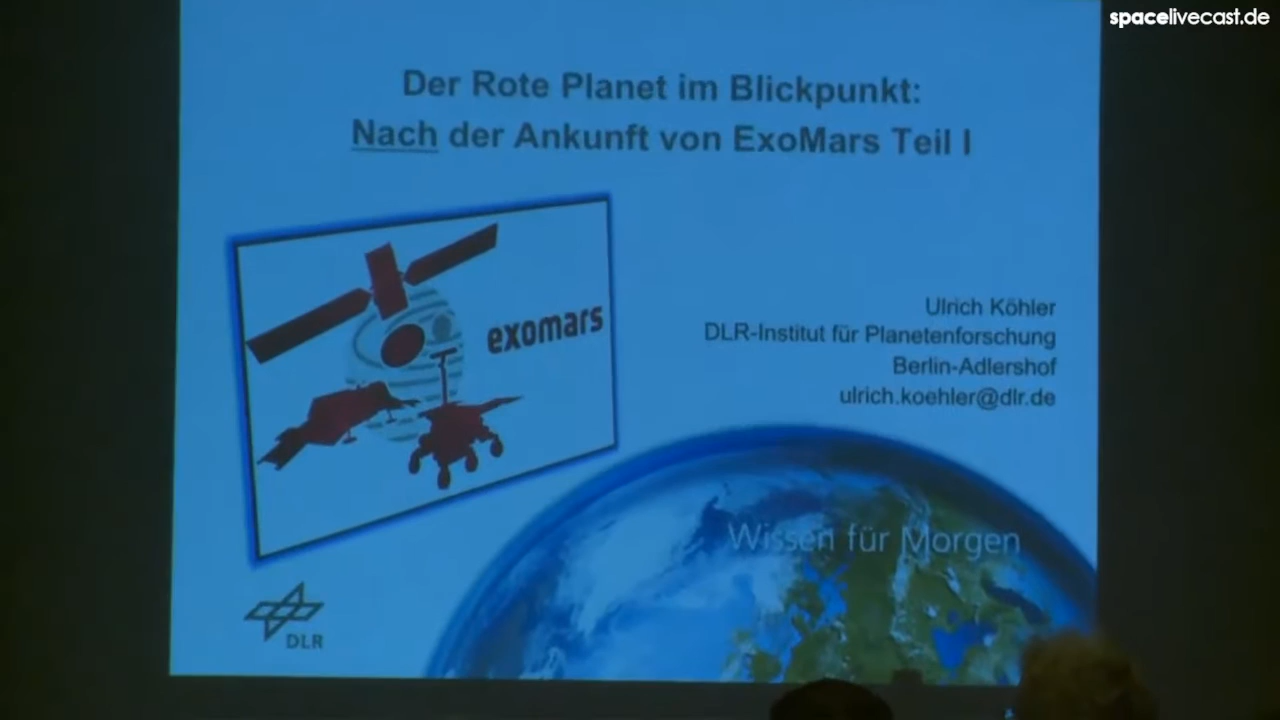 spacelivecast.de
Der Rote Planet im Blickpunkt:
Nach der Ankunft von ExoMars Teil I
exomars
Ulrich Köhler
DLR-Institut für Planetenforschung
Berlin-Adlershof
ulrich.koehler@dlr.de
Wissen für Morgen
DLR